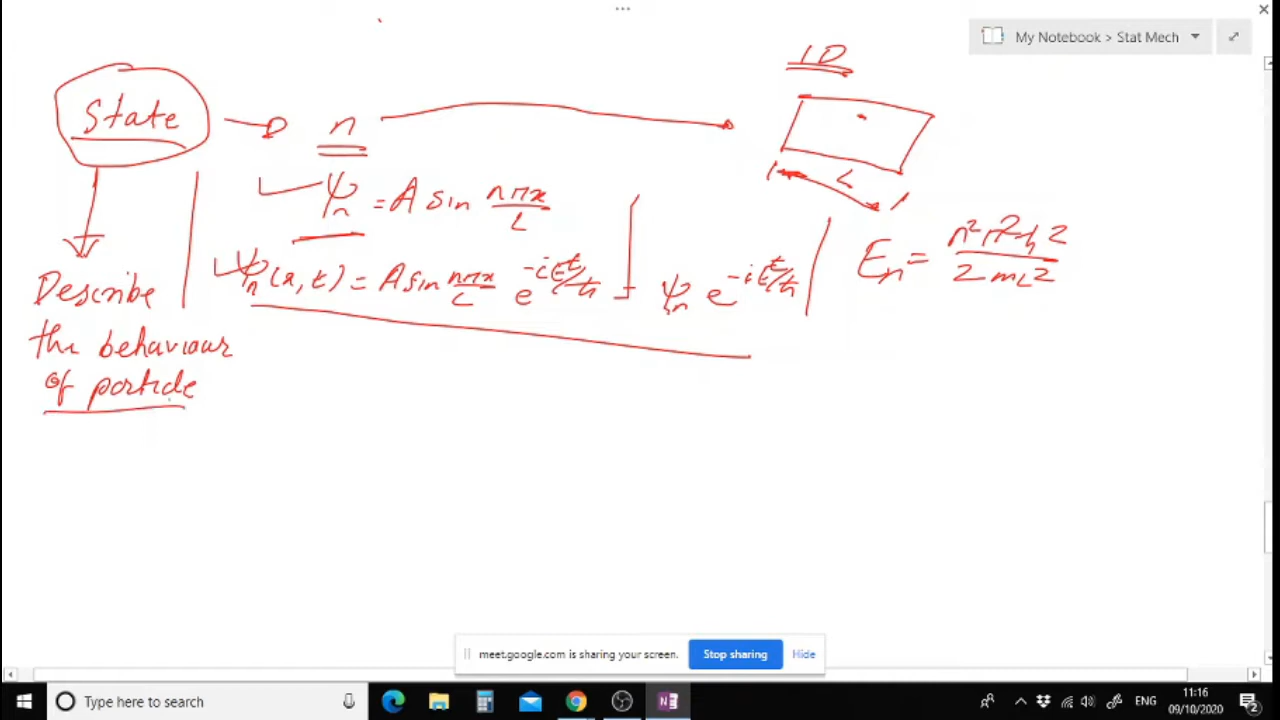 My Notebook > Stat Mech
1D
State → n
L
ψn = A sin nπx/L
ψn(x,t) = A sin nπx/L e^-iEt/ħ = ψn e^-iEt/ħ
En = n²π²ħ²/2mL²
Describe
the behaviour
of particle
meet.google.com is sharing your screen. Stop sharing Hide
Type here to search
ENG
11:16
09/10/2020
2